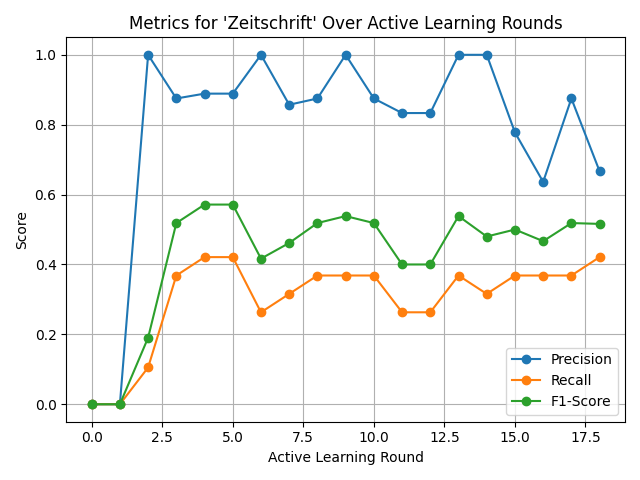 Metrics for 'Zeitschrift' Over Active Learning Rounds
Score
1.0
0.8
0.6
0.4
0.2
0.0
0.0 2.5 5.0 7.5 10.0 12.5 15.0 17.5
Active Learning Round
Precision
Recall
F1-Score